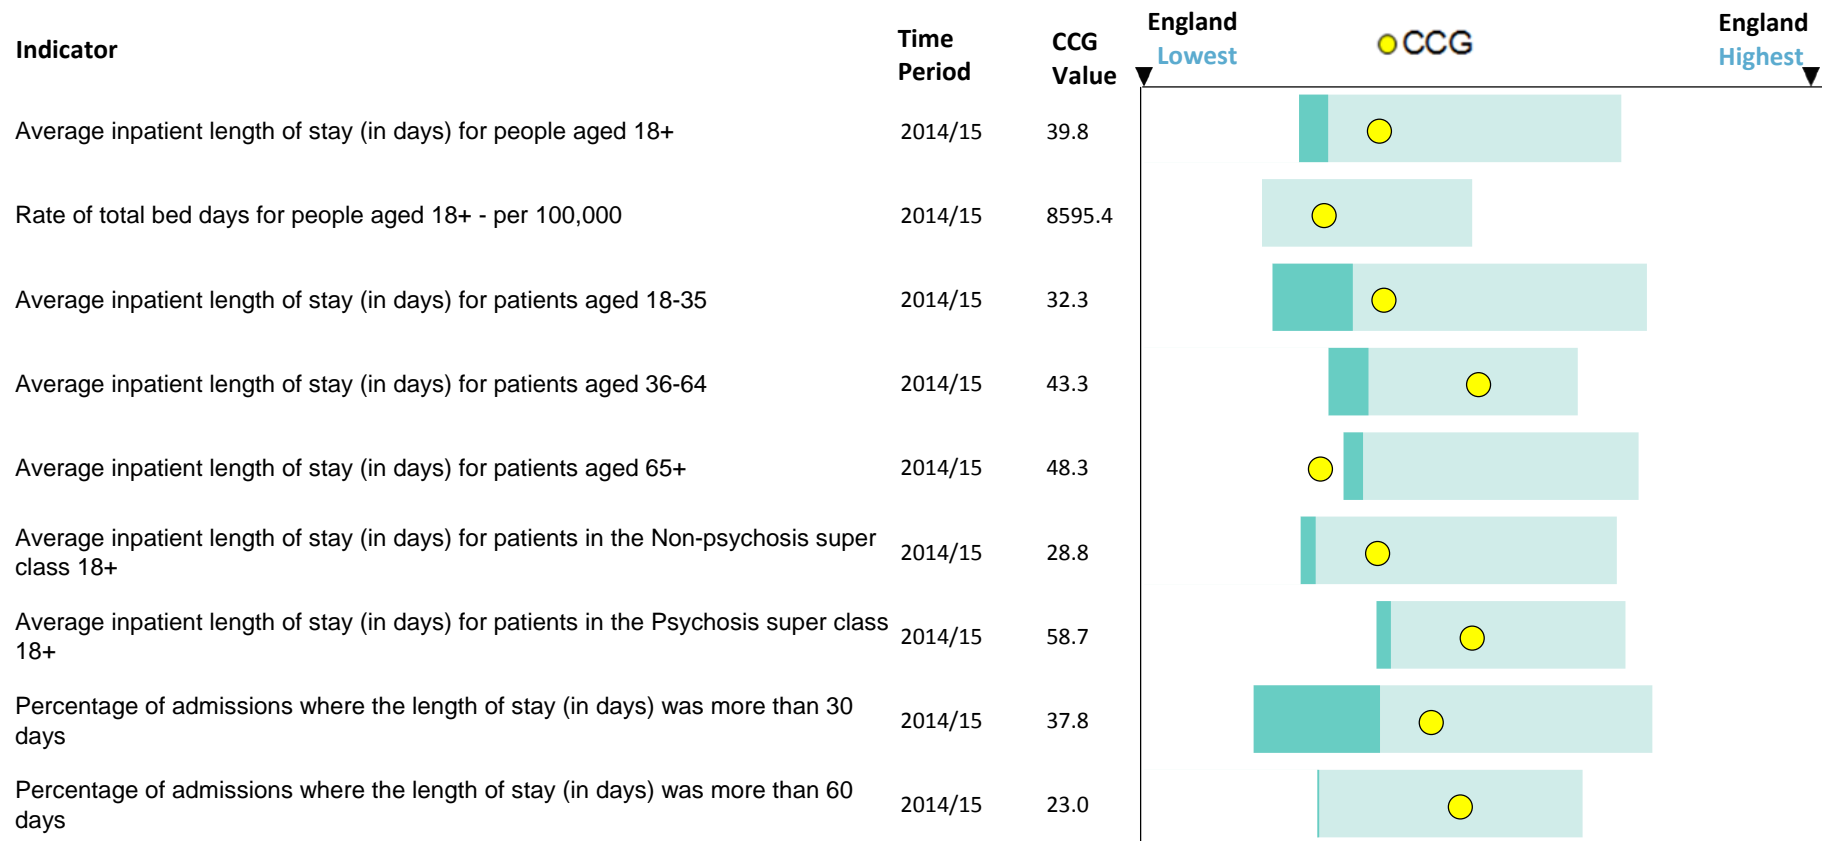 Indicator
Time Period
CCG Value
England Lowest
CCG
England Highest
Average inpatient length of stay (in days) for people aged 18+ 2014/15 39.8
Rate of total bed days for people aged 18+ - per 100,000 2014/15 8595.4
Average inpatient length of stay (in days) for patients aged 18-35 2014/15 32.3
Average inpatient length of stay (in days) for patients aged 36-64 2014/15 43.3
Average inpatient length of stay (in days) for patients aged 65+ 2014/15 48.3
Average inpatient length of stay (in days) for patients in the Non-psychosis super
class 18+ 2014/15 28.8
Average inpatient length of stay (in days) for patients in the Psychosis super class
18+ 2014/15 58.7
Percentage of admissions where the length of stay (in days) was more than 30
days 2014/15 37.8
Percentage of admissions where the length of stay (in days) was more than 60
days 2014/15 23.0